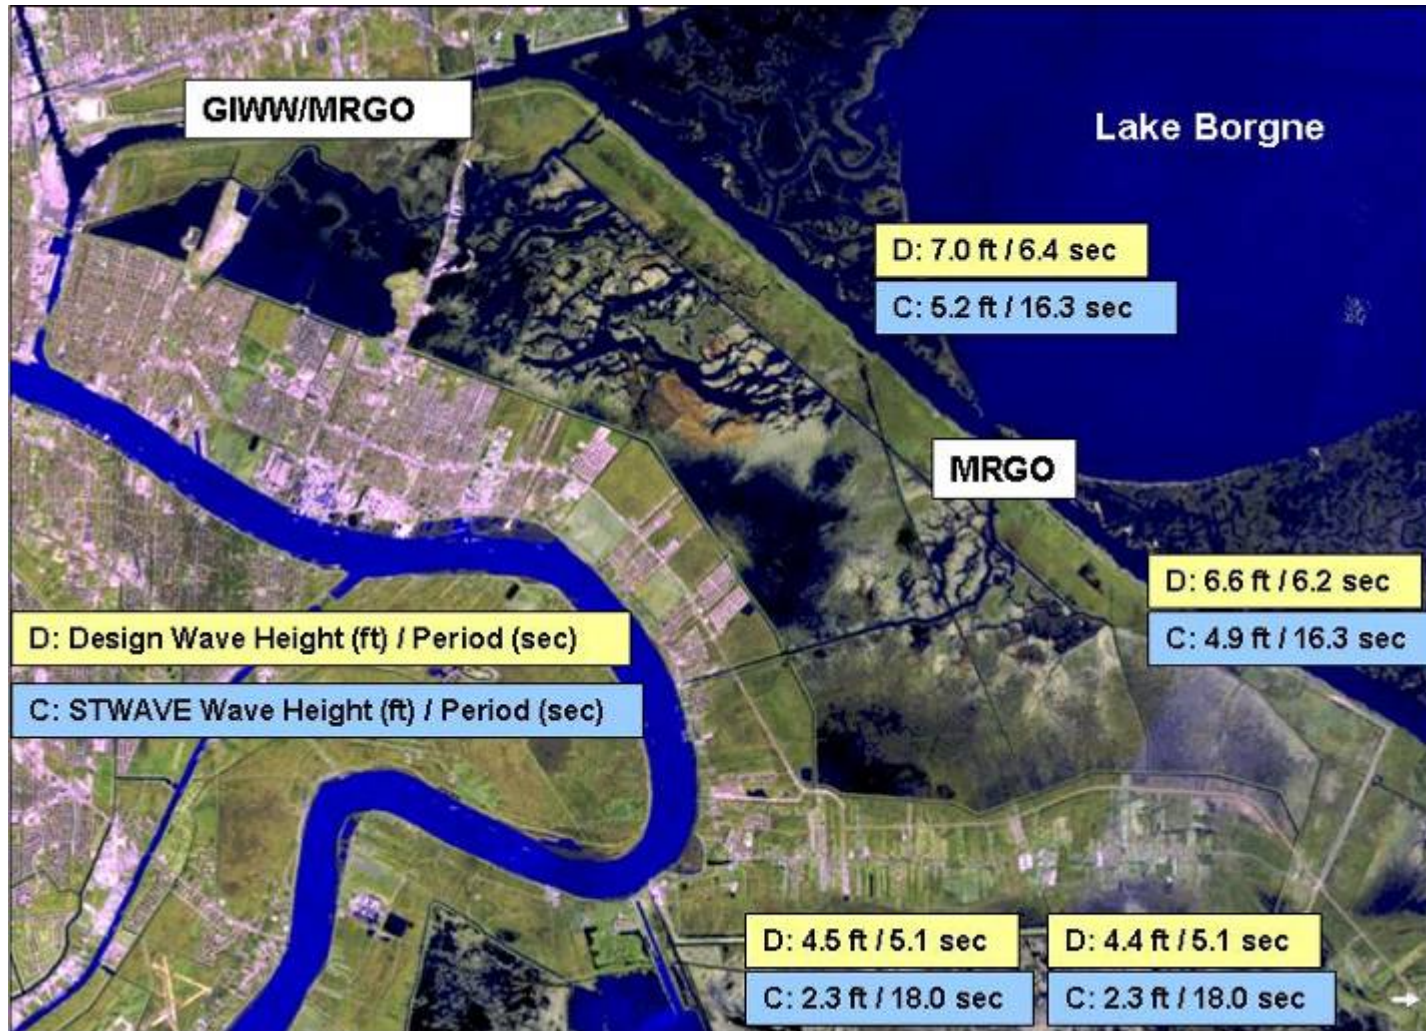 GIWW/MRGO
Lake Borgne
D: 7.0 ft / 6.4 sec
C: 5.2 ft / 16.3 sec
MRGO
D: 6.6 ft / 6.2 sec
C: 4.9 ft / 16.3 sec
D: Design Wave Height (ft) / Period (sec)
C: STWAVE Wave Height (ft) / Period (sec)
D: 4.5 ft / 5.1 sec
C: 2.3 ft / 18.0 sec
D: 4.4 ft / 5.1 sec
C: 2.3 ft / 18.0 sec